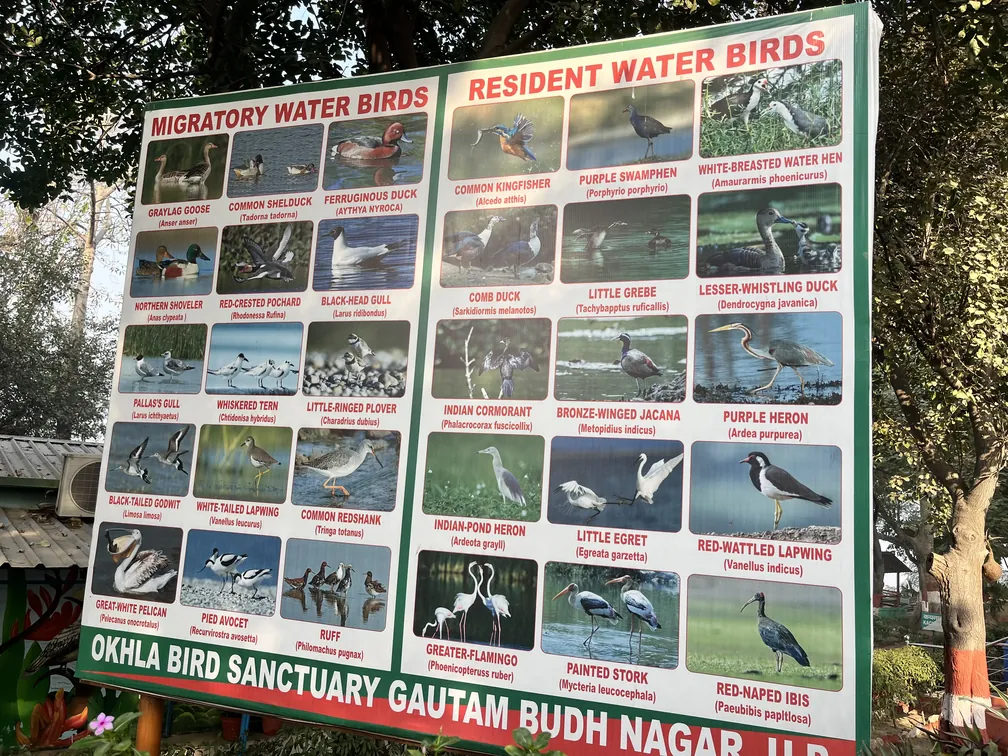 MIGRATORY WATER BIRDS
GRAYLAG GOOSE
(Anser anser)
COMMON SHELDUCK
(Tadorna tadorna)
FERRUGINOUS DUCK
(AYTHYA NYROCA)
NORTHERN SHOVELER
(Anas clypeata)
RED-CRESTED POCHARD
(Rhodonessa Rufina)
BLACK-HEAD GULL
(Larus ridibondus)
PALLAS'S GULL
(Larus ichthyaetus)
WHISKERED TERN
(Chtidonisa hybridus)
LITTLE-RINGED PLOVER
(Charadrius dubius)
BLACK-TAILED GODWIT
(Limosa limosa)
WHITE-TAILED LAPWING
(Vanellus leucurus)
COMMON REDSHANK
(Tringa totanus)
GREAT-WHITE PELICAN
(Pelecanus onocrotalus)
PIED AVOCET
(Recurvirostra avosetta)
RUFF
(Philomachus pugnax)
RESIDENT WATER BIRDS
COMMON KINGFISHER
(Alcedo atthis)
PURPLE SWAMPHEN
(Porphyrio porphyrio)
WHITE-BREASTED WATER HEN
(Amaurarmis phoenicurus)
COMB DUCK
(Sarkidiormis melanotos)
LITTLE GREBE
(Tachybaptus ruficallis)
LESSER-WHISTLING DUCK
(Dendrocygna javanica)
INDIAN CORMORANT
(Phalacrocorax fuscicollix)
BRONZE-WINGED JACANA
(Metopidius indicus)
PURPLE HERON
(Ardea purpurea)
INDIAN-POND HERON
(Ardeota grayll)
LITTLE EGRET
(Egreata garzetta)
RED-WATTLED LAPWING
(Vanellus indicus)
GREATER-FLAMINGO
(Phoenicopteruss ruber)
PAINTED STORK
(Mycteria leucocephala)
RED-NAPED IBIS
(Paeubibis papltlosa)
OKHLA BIRD SANCTUARY GAUTAM BUDH NAGAR, U.P.